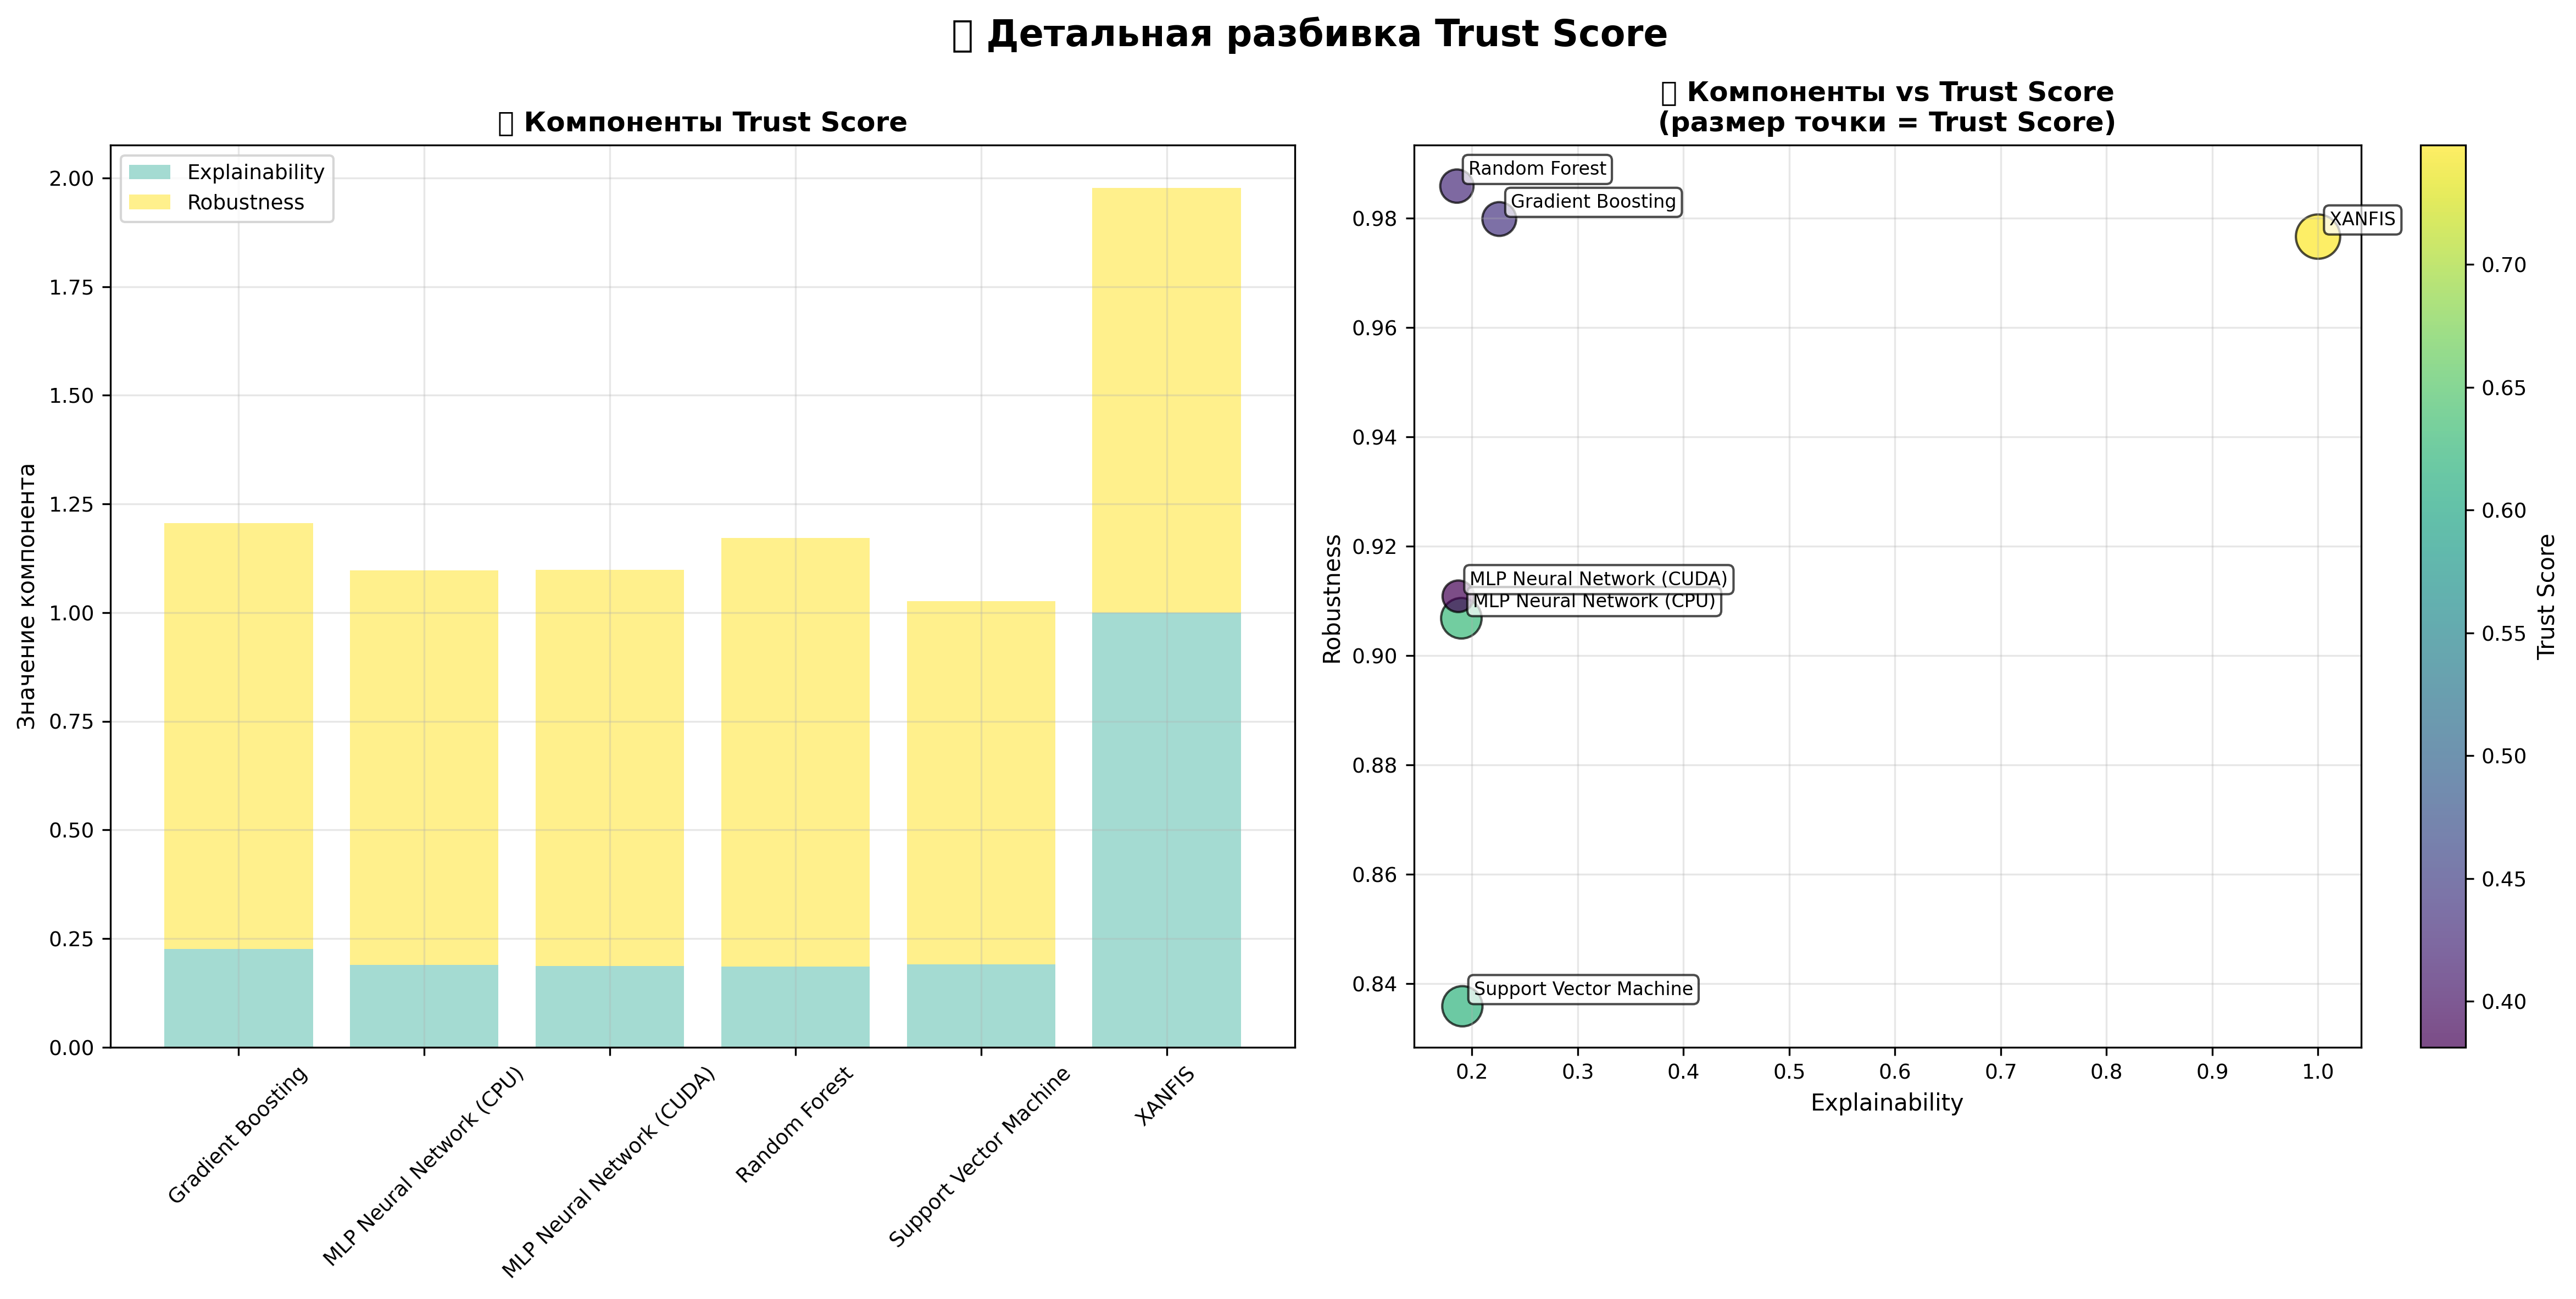 Детальная разбивка Trust Score
Компоненты Trust Score
Explainability
Robustness
Значение компонента
2.00
1.75
1.50
1.25
1.00
0.75
0.50
0.25
0.00
Gradient Boosting
MLP Neural Network (CPU)
MLP Neural Network (CUDA)
Random Forest
Support Vector Machine
XANFIS
Компоненты vs Trust Score
(размер точки = Trust Score)
Random Forest
Gradient Boosting
XANFIS
MLP Neural Network (CUDA)
MLP Neural Network (CPU)
Support Vector Machine
Robustness
0.98
0.96
0.94
0.92
0.90
0.88
0.86
0.84
0.2
0.3
0.4
0.5
0.6
0.7
0.8
0.9
1.0
Explainability
0.70
0.65
0.60
0.55
0.50
0.45
0.40
Trust Score